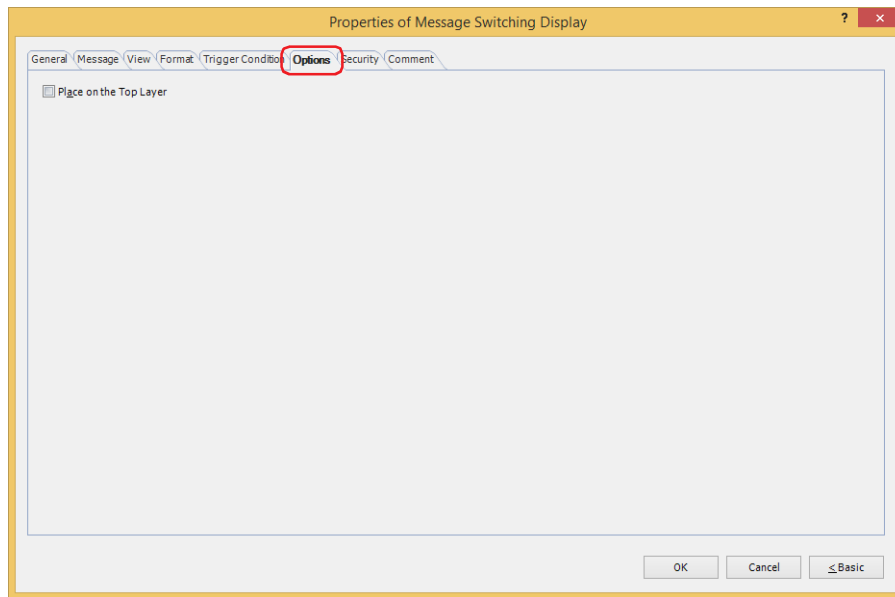 Properties of Message Switching Display ? ×
General Message View Format Trigger Condition Options Security Comment
Place on the Top Layer
OK Cancel < Basic